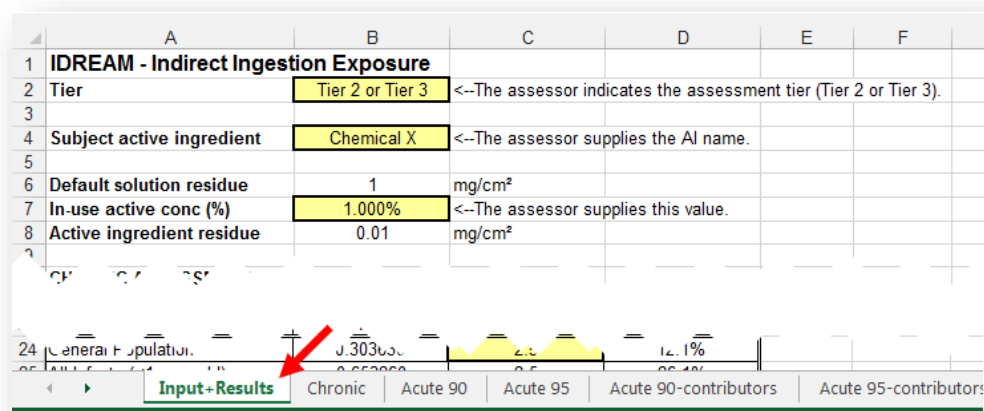 A B C D E F
1 IDREAM - Indirect Ingestion Exposure
2 Tier Tier 2 or Tier 3 <--The assessor indicates the assessment tier (Tier 2 or Tier 3).
3
4 Subject active ingredient Chemical X <--The assessor supplies the AI name.
5
6 Default solution residue 1 mg/cm²
7 In-use active conc (%) 1.000% <--The assessor supplies this value.
8 Active ingredient residue 0.01 mg/cm²
24 General Population 12.1%
Input+Results Chronic Acute 90 Acute 95 Acute 90-contributors Acute 95-contributors